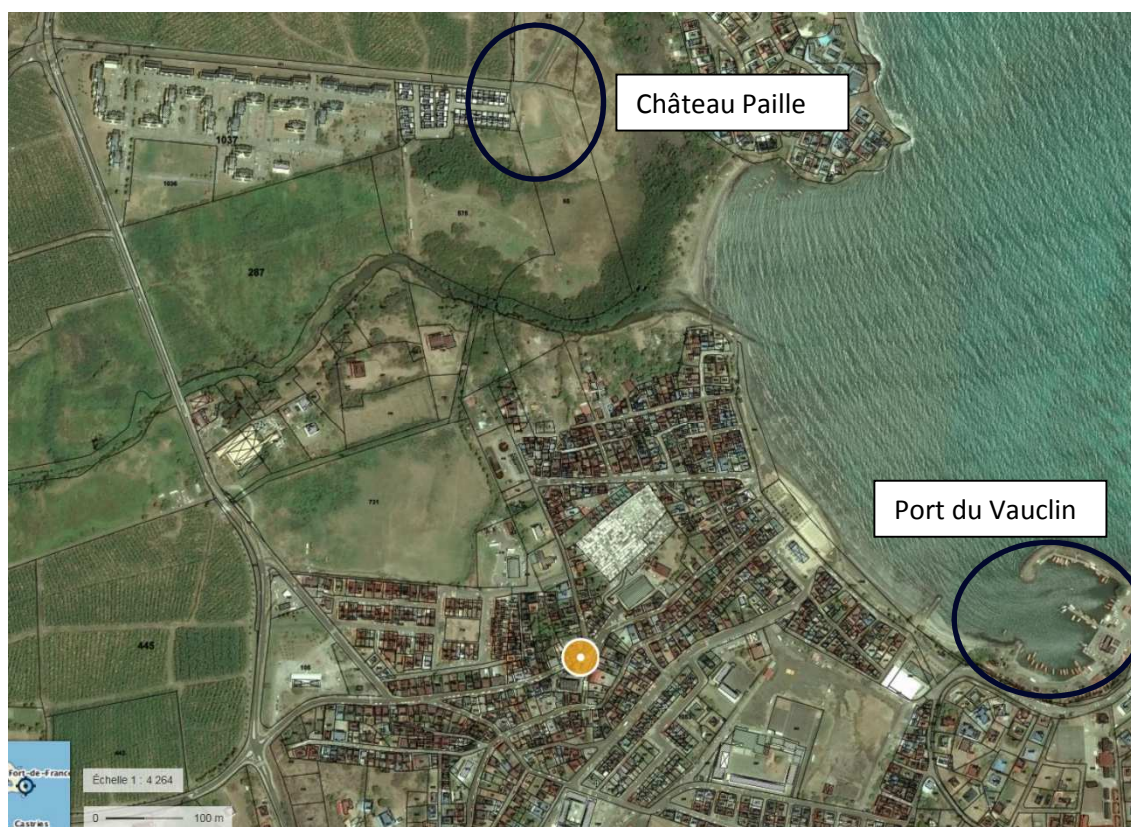 Château Paille
1037
1036
287
731
Port du Vauclin
445
Échelle 1 : 4 264
Fort-de-France
0 100 m
Castries